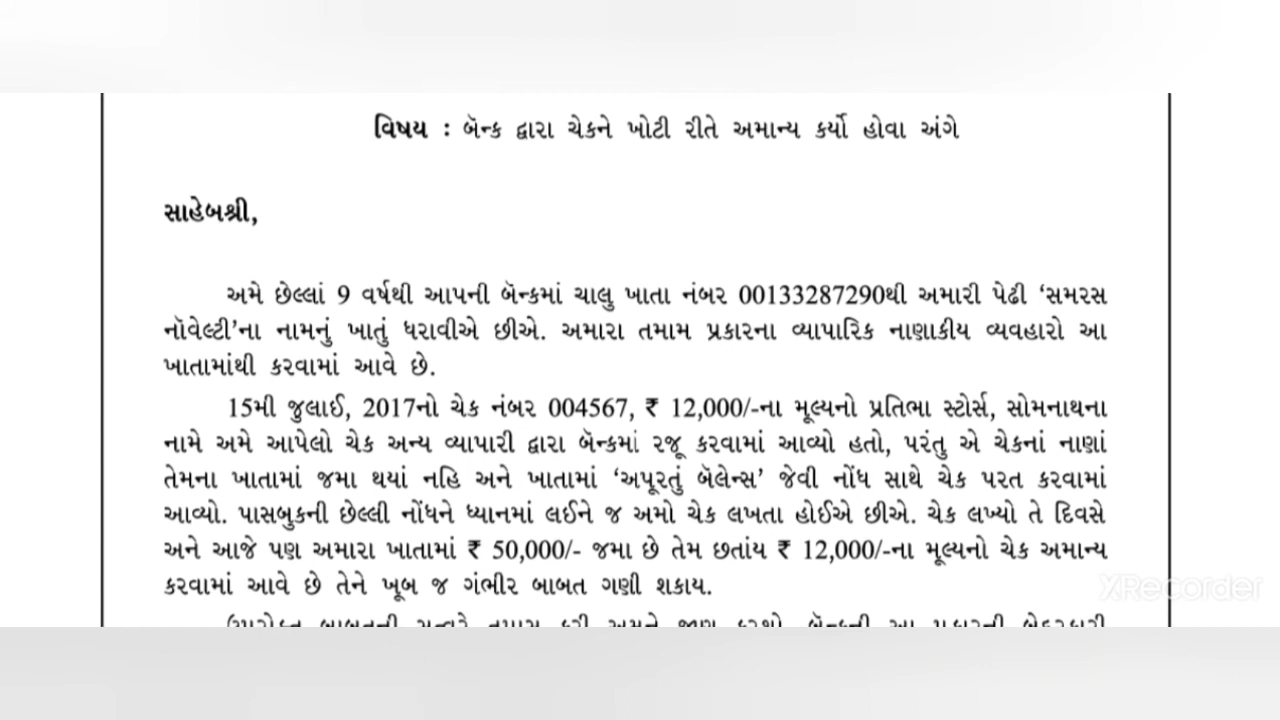 વિષય : બૅન્ક દ્વારા ચેકને ખોટી રીતે અમાન્ય કર્યો હોવા અંગે
સાહેબશ્રી,
અમે છેલ્લાં 9 વર્ષથી આપની બૅન્કમાં ચાલુ ખાતા નંબર 00133287290થી અમારી પેઢી ‘સમરસ
નૉવેલ્ટી’ના નામનું ખાતું ધરાવીએ છીએ. અમારા તમામ પ્રકારના વ્યાપારિક નાણાકીય વ્યવહારો આ
ખાતામાંથી કરવામાં આવે છે.
15મી જુલાઈ, 2017નો ચેક નંબર 004567, ₹ 12,000/-ના મૂલ્યનો પ્રતિભા સ્ટોર્સ, સોમનાથના
નામે અમે આપેલો ચેક અન્ય વ્યાપારી દ્વારા બૅન્કમાં રજૂ કરવામાં આવ્યો હતો, પરંતુ એ ચેકનાં નાણાં
તેમના ખાતામાં જમા થયાં નહિ અને ખાતામાં ‘અપૂરતું બૅલેન્સ’ જેવી નોંધ સાથે ચેક પરત કરવામાં
આવ્યો. પાસબુકની છેલ્લી નોંધને ધ્યાનમાં લઈને જ અમો ચેક લખતા હોઈએ છીએ. ચેક લખ્યો તે દિવસે
અને આજે પણ અમારા ખાતામાં ₹ 50,000/- જમા છે તેમ છતાંય ₹ 12,000/-ના મૂલ્યનો ચેક અમાન્ય
કરવામાં આવે છે તેને ખૂબ જ ગંભીર બાબત ગણી શકાય.
XRecorder